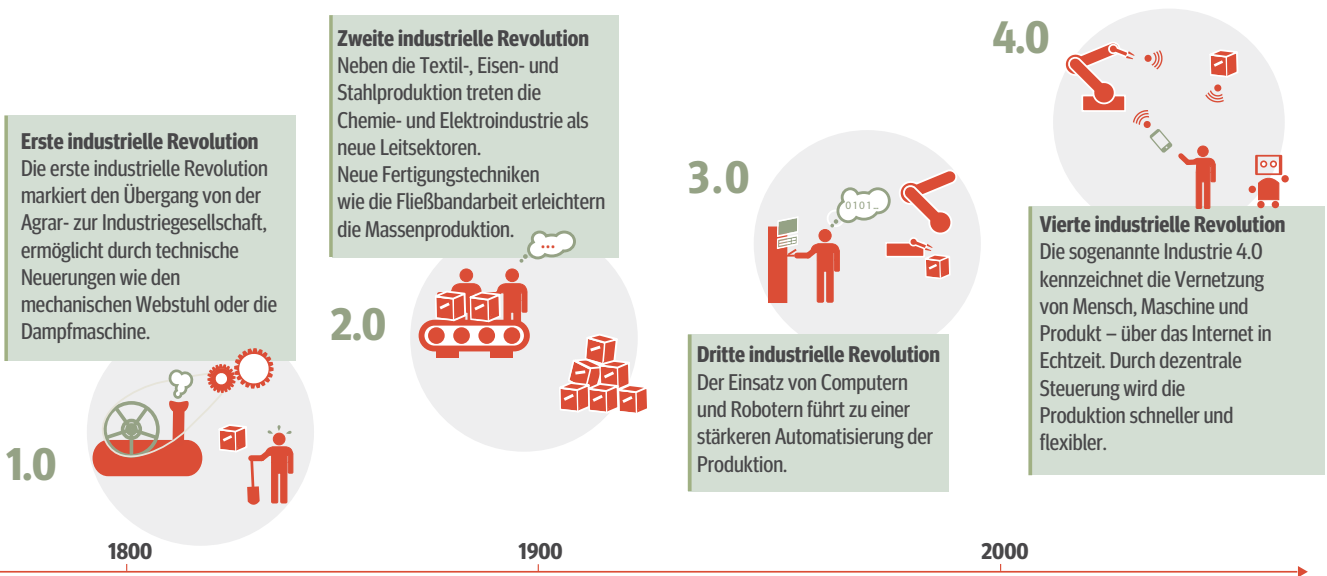 Erste industrielle Revolution
Die erste industrielle Revolution
markiert den Übergang von der
Agrar- zur Industriegesellschaft,
ermöglicht durch technische
Neuerungen wie den
mechanischen Webstuhl oder die
Dampfmaschine.
1.0
Zweite industrielle Revolution
Neben die Textil-, Eisen- und
Stahlproduktion treten die
Chemie- und Elektroindustrie als
neue Leitsektoren.
Neue Fertigungstechniken
wie die Fließbandarbeit erleichtern
die Massenproduktion.
...
2.0
3.0
0101_
Dritte industrielle Revolution
Der Einsatz von Computern
und Robotern führt zu einer
stärkeren Automatisierung der
Produktion.
4.0
Vierte industrielle Revolution
Die sogenannte Industrie 4.0
kennzeichnet die Vernetzung
von Mensch, Maschine und
Produkt – über das Internet in
Echtzeit. Durch dezentrale
Steuerung wird die
Produktion schneller und
flexibler.
1800
1900
2000